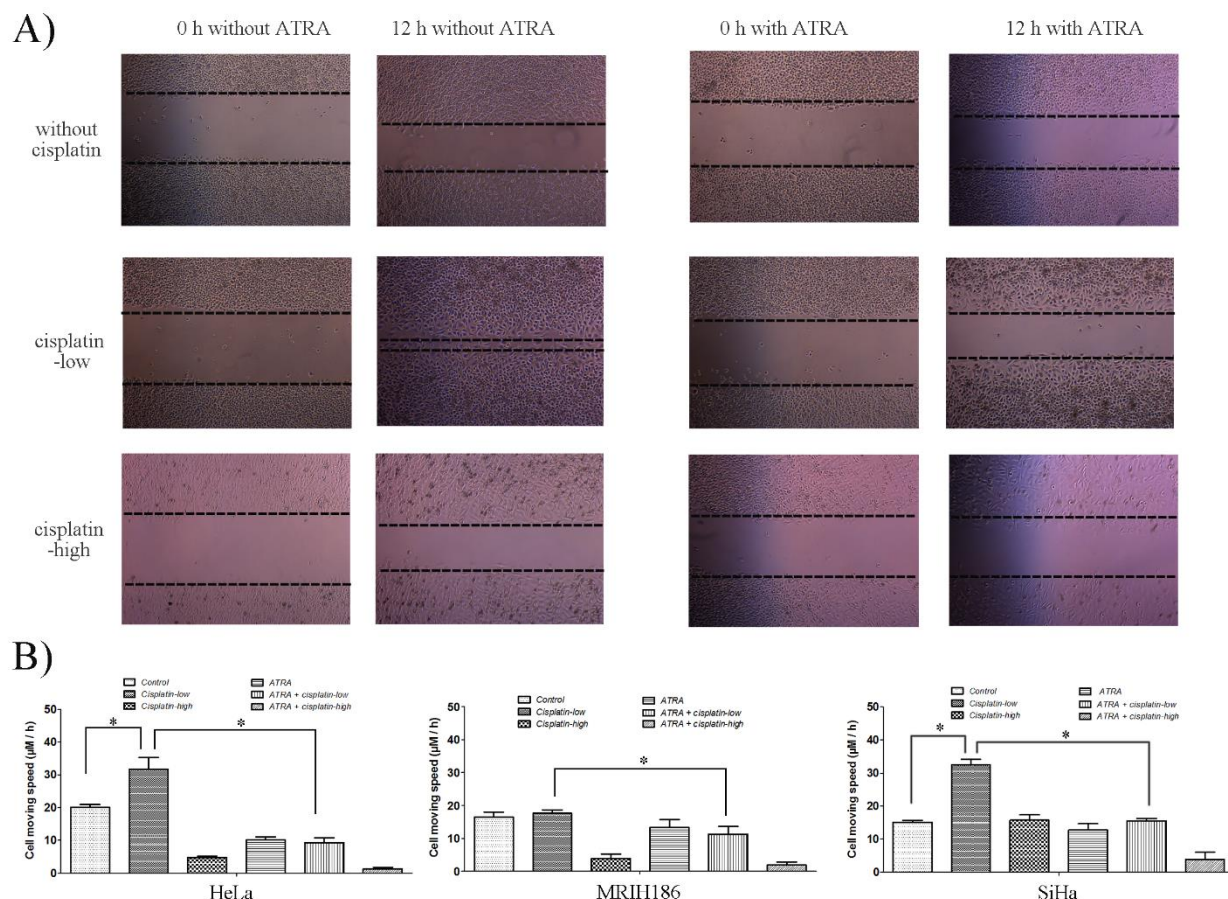 A)
0 h without ATRA
12 h without ATRA
0 h with ATRA
12 h with ATRA
without
cisplatin
cisplatin
-low
cisplatin
-high
B)
Control
Cisplatin-low
Cisplatin-high
ATRA
ATRA + cisplatin-low
ATRA + cisplatin-high
Cell moving speed (µM / h)
50
40
30
20
10
0
*
*
HeLa
Control
Cisplatin-low
Cisplatin-high
ATRA
ATRA + cisplatin-low
ATRA + cisplatin-high
Cell moving speed (µM / h)
50
40
30
20
10
0
*
MRIH186
Control
Cisplatin-low
Cisplatin-high
ATRA
ATRA + cisplatin-low
ATRA + cisplatin-high
Cell moving speed (µM / h)
50
40
30
20
10
0
*
*
SiHa